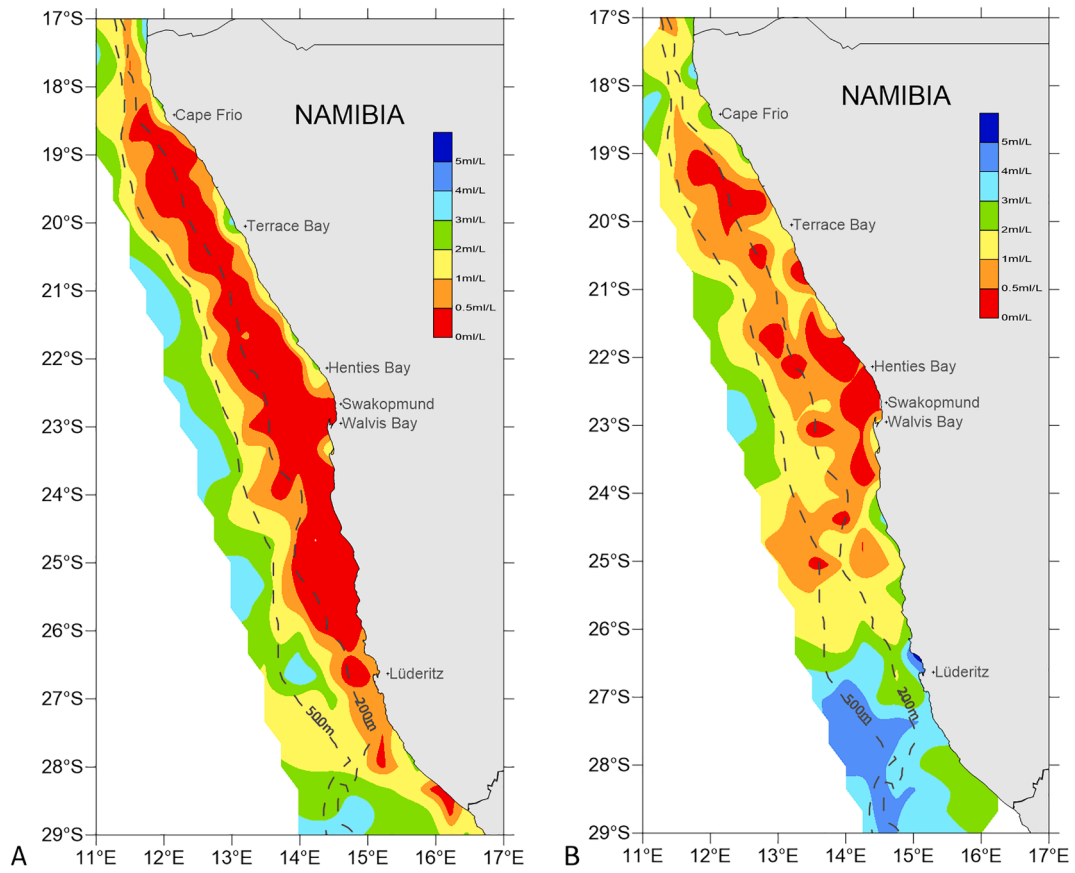 17°S
18°S
19°S
20°S
21°S
22°S
23°S
24°S
25°S
26°S
27°S
28°S
29°S
11°E 12°E 13°E 14°E 15°E 16°E 17°E
NAMIBIA
Cape Frio
Terrace Bay
Henties Bay
Swakopmund
Walvis Bay
Lüderitz
5ml/L
4ml/L
3ml/L
2ml/L
1ml/L
0.5ml/L
0ml/L
500m
200m
A
17°S
18°S
19°S
20°S
21°S
22°S
23°S
24°S
25°S
26°S
27°S
28°S
29°S
11°E 12°E 13°E 14°E 15°E 16°E 17°E
NAMIBIA
Cape Frio
Terrace Bay
Henties Bay
Swakopmund
Walvis Bay
Lüderitz
5ml/L
4ml/L
3ml/L
2ml/L
1ml/L
0.5ml/L
0ml/L
500m
200m
B